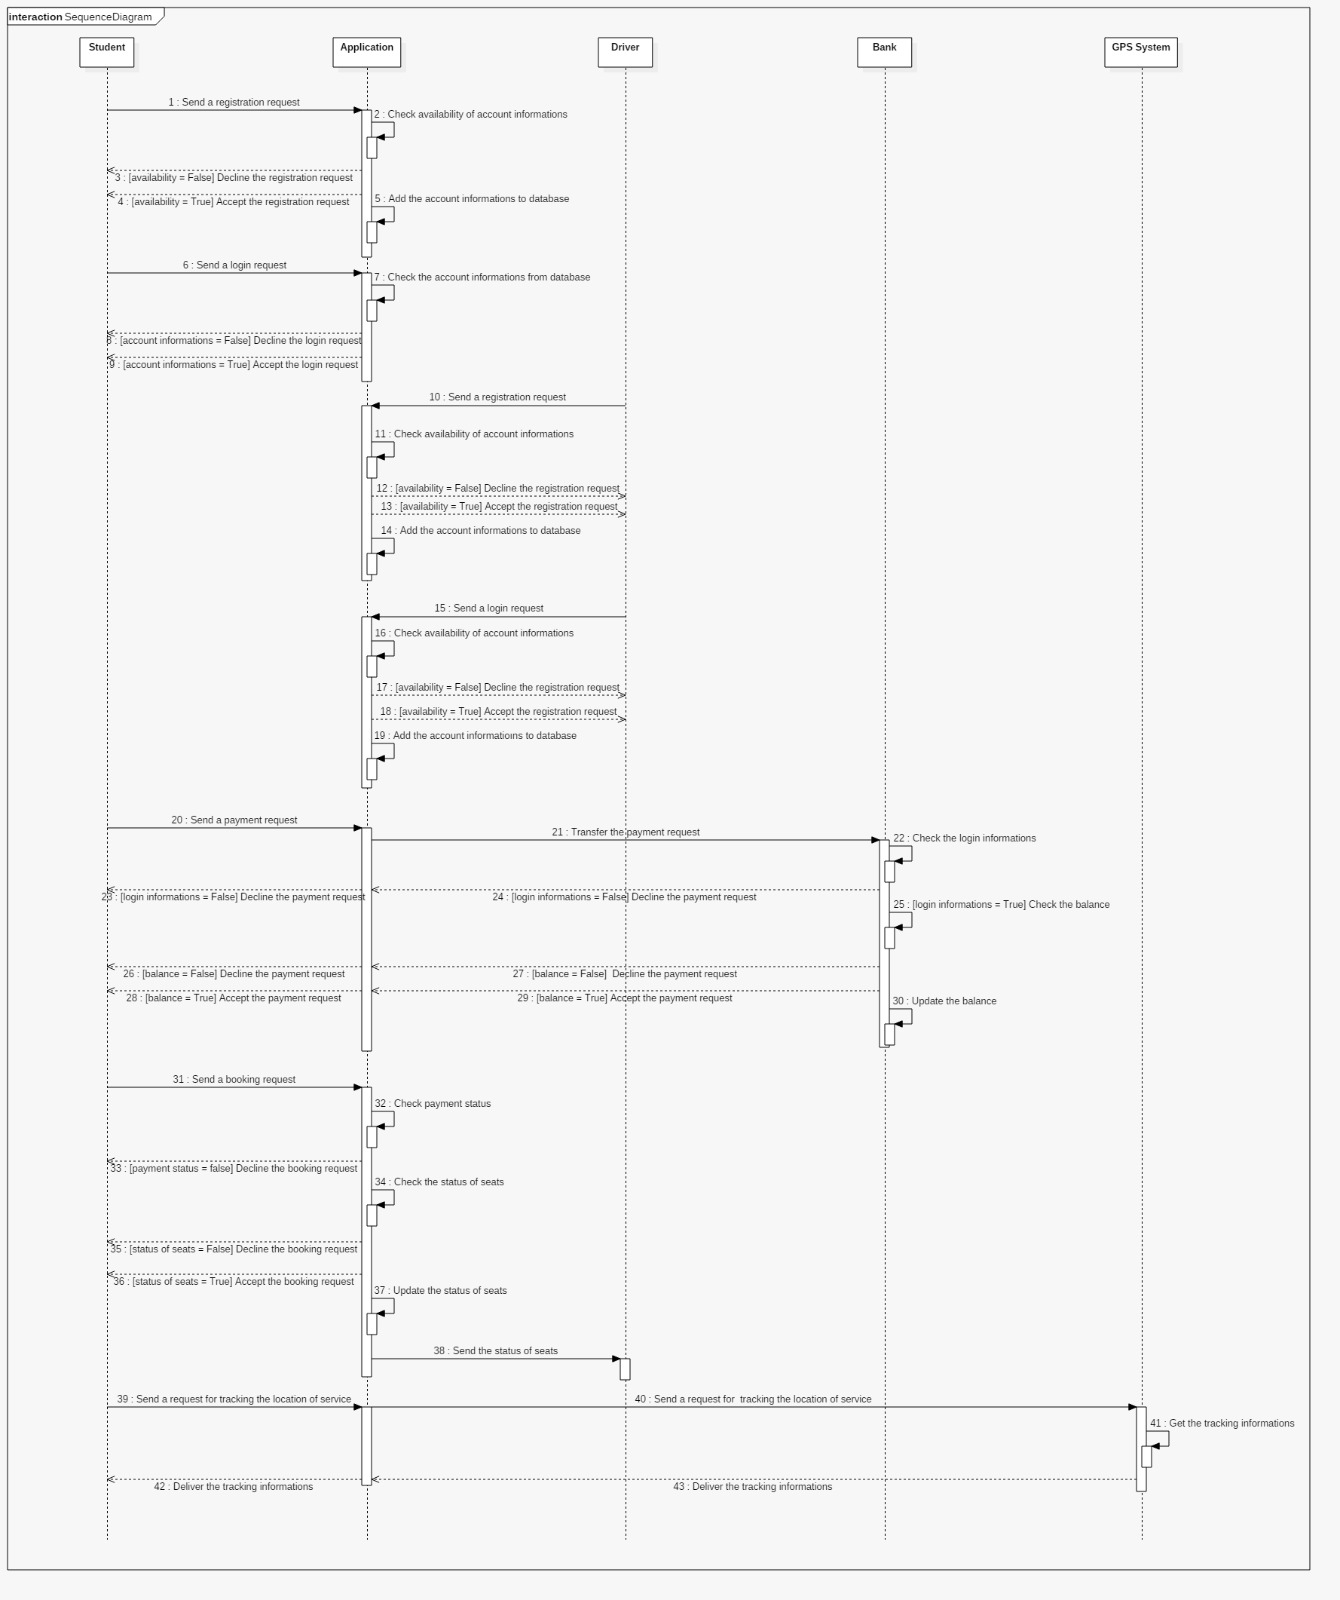 interaction SequenceDiagram
Student
Application
Driver
Bank
GPS System
1 : Send a registration request
2 : Check availability of account informations
3 : [availability = False] Decline the registration request
4 : [availability = True] Accept the registration request
5 : Add the account informations to database
6 : Send a login request
7 : Check the account informations from database
8 : [account informations = False] Decline the login request
9 : [account informations = True] Accept the login request
10 : Send a registration request
11 : Check availability of account informations
12 : [availability = False] Decline the registration request
13 : [availability = True] Accept the registration request
14 : Add the account informations to database
15 : Send a login request
16 : Check availability of account informations
17 : [availability = False] Decline the registration request
18 : [availability = True] Accept the registration request
19 : Add the account informations to database
20 : Send a payment request
21 : Transfer the payment request
22 : Check the login informations
23 : [login informations = False] Decline the payment request
24 : [login informations = False] Decline the payment request
25 : [login informations = True] Check the balance
26 : [balance = False] Decline the payment request
27 : [balance = False]  Decline the payment request
28 : [balance = True] Accept the payment request
29 : [balance = True] Accept the payment request
30 : Update the balance
31 : Send a booking request
32 : Check payment status
33 : [payment status = false] Decline the booking request
34 : Check the status of seats
35 : [status of seats = False] Decline the booking request
36 : [status of seats = True] Accept the booking request
37 : Update the status of seats
38 : Send the status of seats
39 : Send a request for tracking the location of service
40 : Send a request for  tracking the location of service
41 : Get the tracking informations
42 : Deliver the tracking informations
43 : Deliver the tracking informations